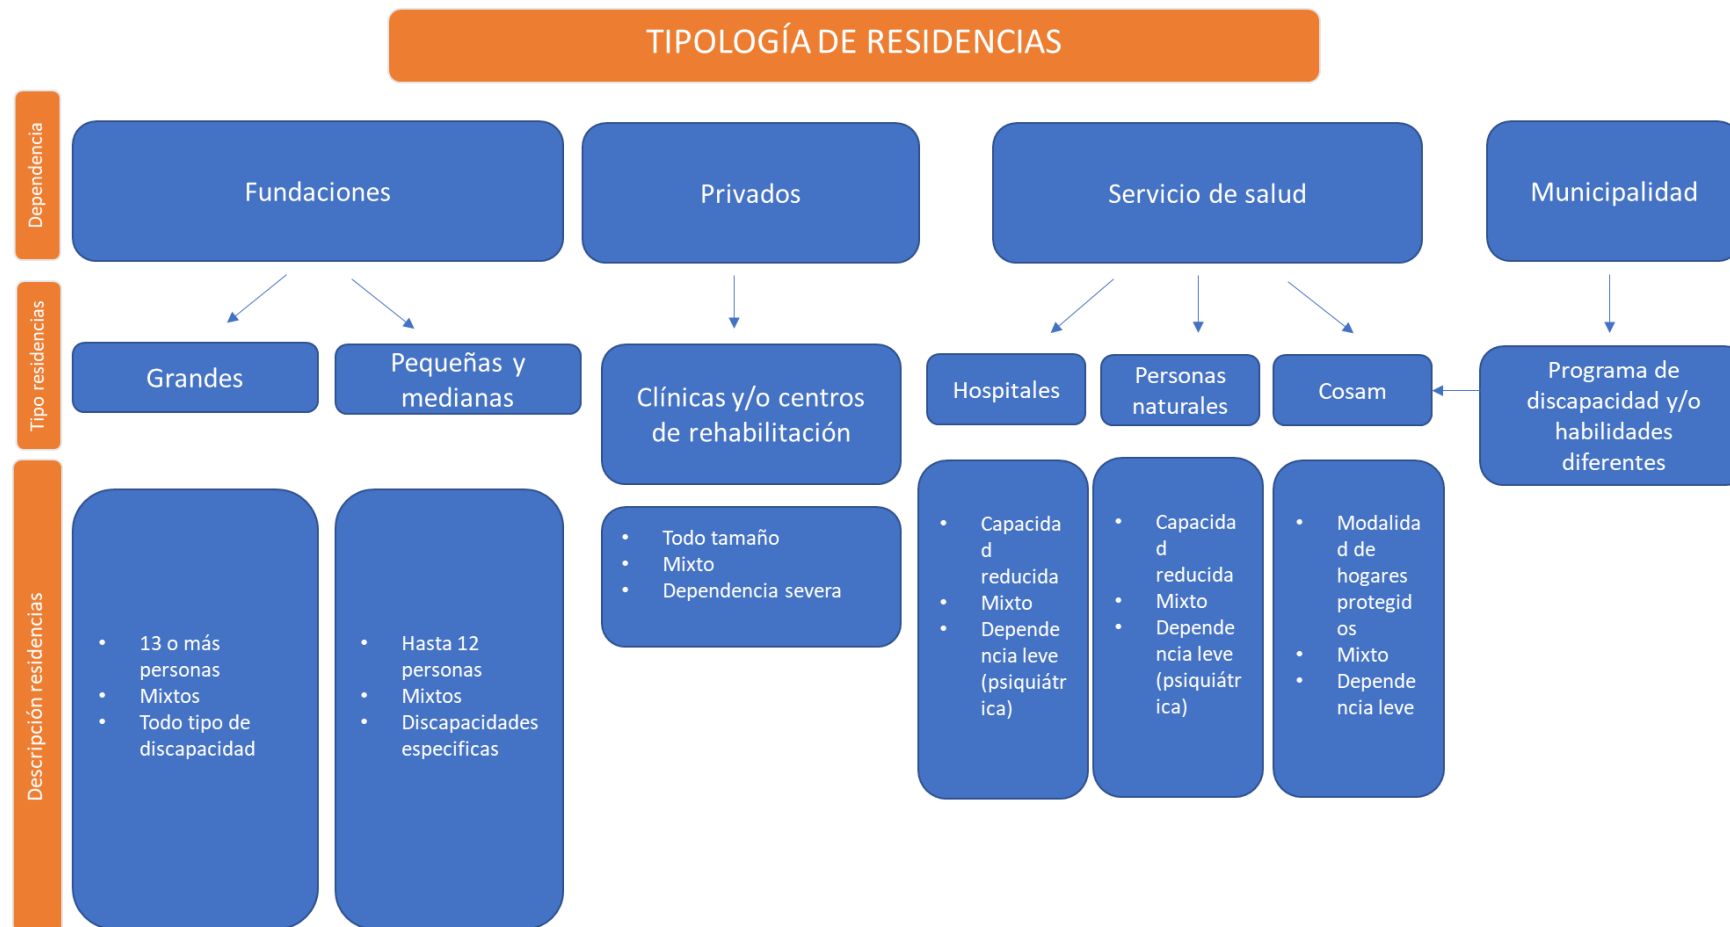 TIPOLOGÍA DE RESIDENCIAS
Dependencia
Fundaciones
Privados
Servicio de salud
Municipalidad
Tipo residencias
Grandes
Pequeñas y
medianas
Clínicas y/o centros
de rehabilitación
Hospitales
Personas
naturales
Cosam
Programa de
discapacidad y/o
habilidades
diferentes
Descripción residencias
• 13 o más
personas
• Mixtos
• Todo tipo de
discapacidad
• Hasta 12
personas
• Mixtos
• Discapacidades
especificas
• Todo tamaño
• Mixto
• Dependencia severa
• Capacida
d
reducida
• Mixto
• Depende
ncia leve
(psiquiátr
ica)
• Capacida
d
reducida
• Mixto
• Depende
ncia leve
(psiquiátr
ica)
• Modalida
d de
hogares
protegid
os
• Mixto
• Depende
ncia leve